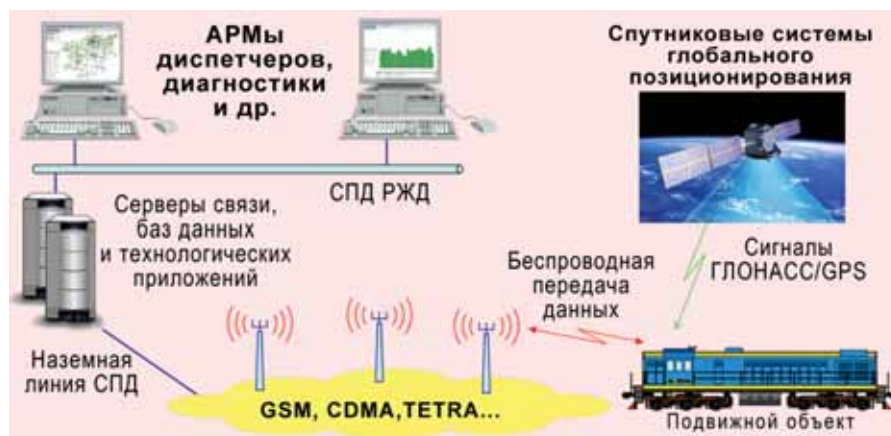 АРМы
диспетчеров,
диагностики
и др.
Спутниковые системы
глобального
позиционирования
СПД РЖД
Серверы связи,
баз данных
и технологических
приложений
Беспроводная
передача
данных
Сигналы
ГЛОНАСС/GPS
Наземная
линия СПД
GSM, CDMA,TETRA...
Подвижной объект